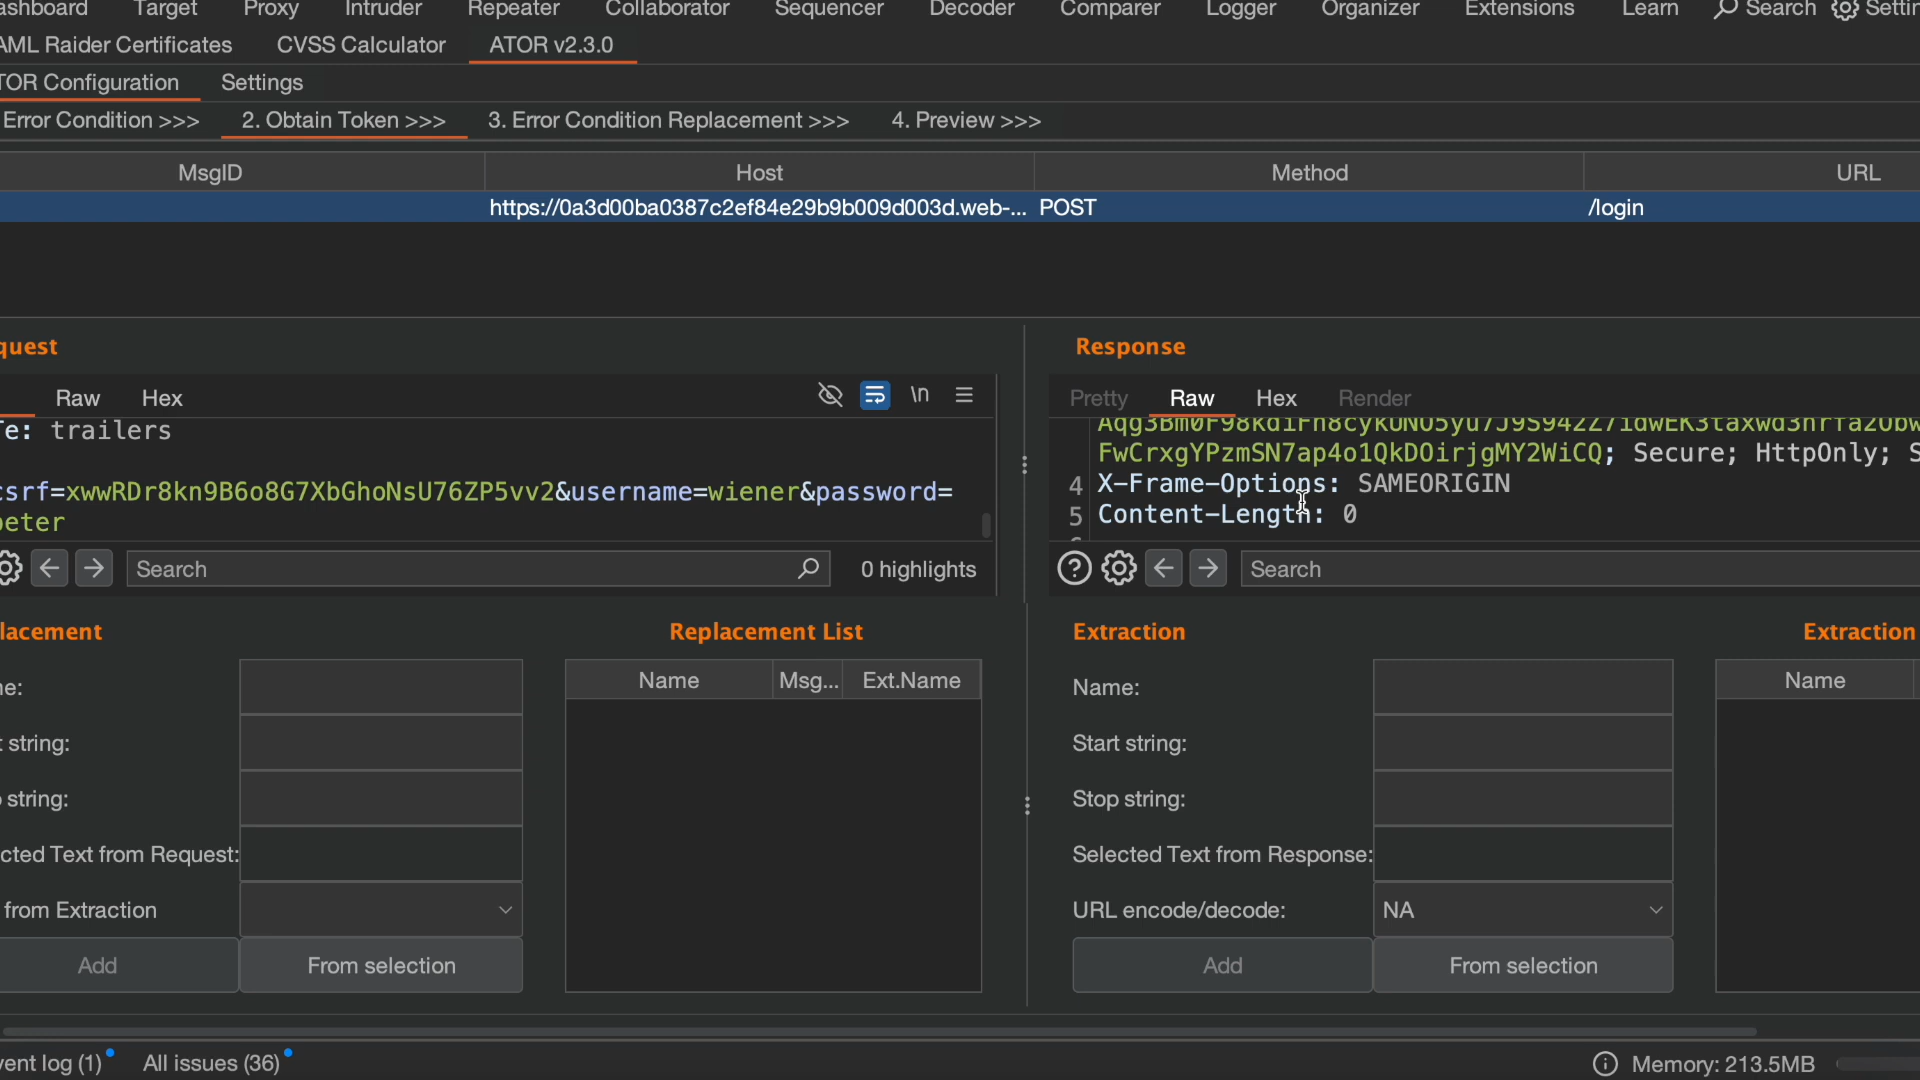 ashboard Target Proxy Intruder Repeater Collaborator Sequencer Decoder Comparer Logger Organizer Extensions Learn Search Settin
AML Raider Certificates CVSS Calculator ATOR v2.3.0
TOR Configuration Settings
Error Condition >>> 2. Obtain Token >>> 3. Error Condition Replacement >>> 4. Preview >>>
MsgID Host Method URL
https://0a3d00ba0387c2ef84e29b9b009d003d.web-... POST /login
quest Response
Raw Hex \n Pretty Raw Hex Render
Te: trailers
FwCrxgYPzmSN7ap4o1QkDOirjgMY2WiCQ; Secure; HttpOnly; S
4 X-Frame-Options: SAMEORIGIN
csrf=xwwRDr8kn9B6o8G7XbGhoNsU76ZP5vv2&username=wiener&password=
5 Content-Length: 0
peter
Search 0 highlights Search
lacement Replacement List Extraction Extraction
Name Msg... Ext.Name Name
ne: Name:
t string: Start string:
p string: Stop string:
cted Text from Request: Selected Text from Response:
from Extraction URL encode/decode: NA
Add From selection Add From selection
vent log (1) All issues (36) Memory: 213.5MB